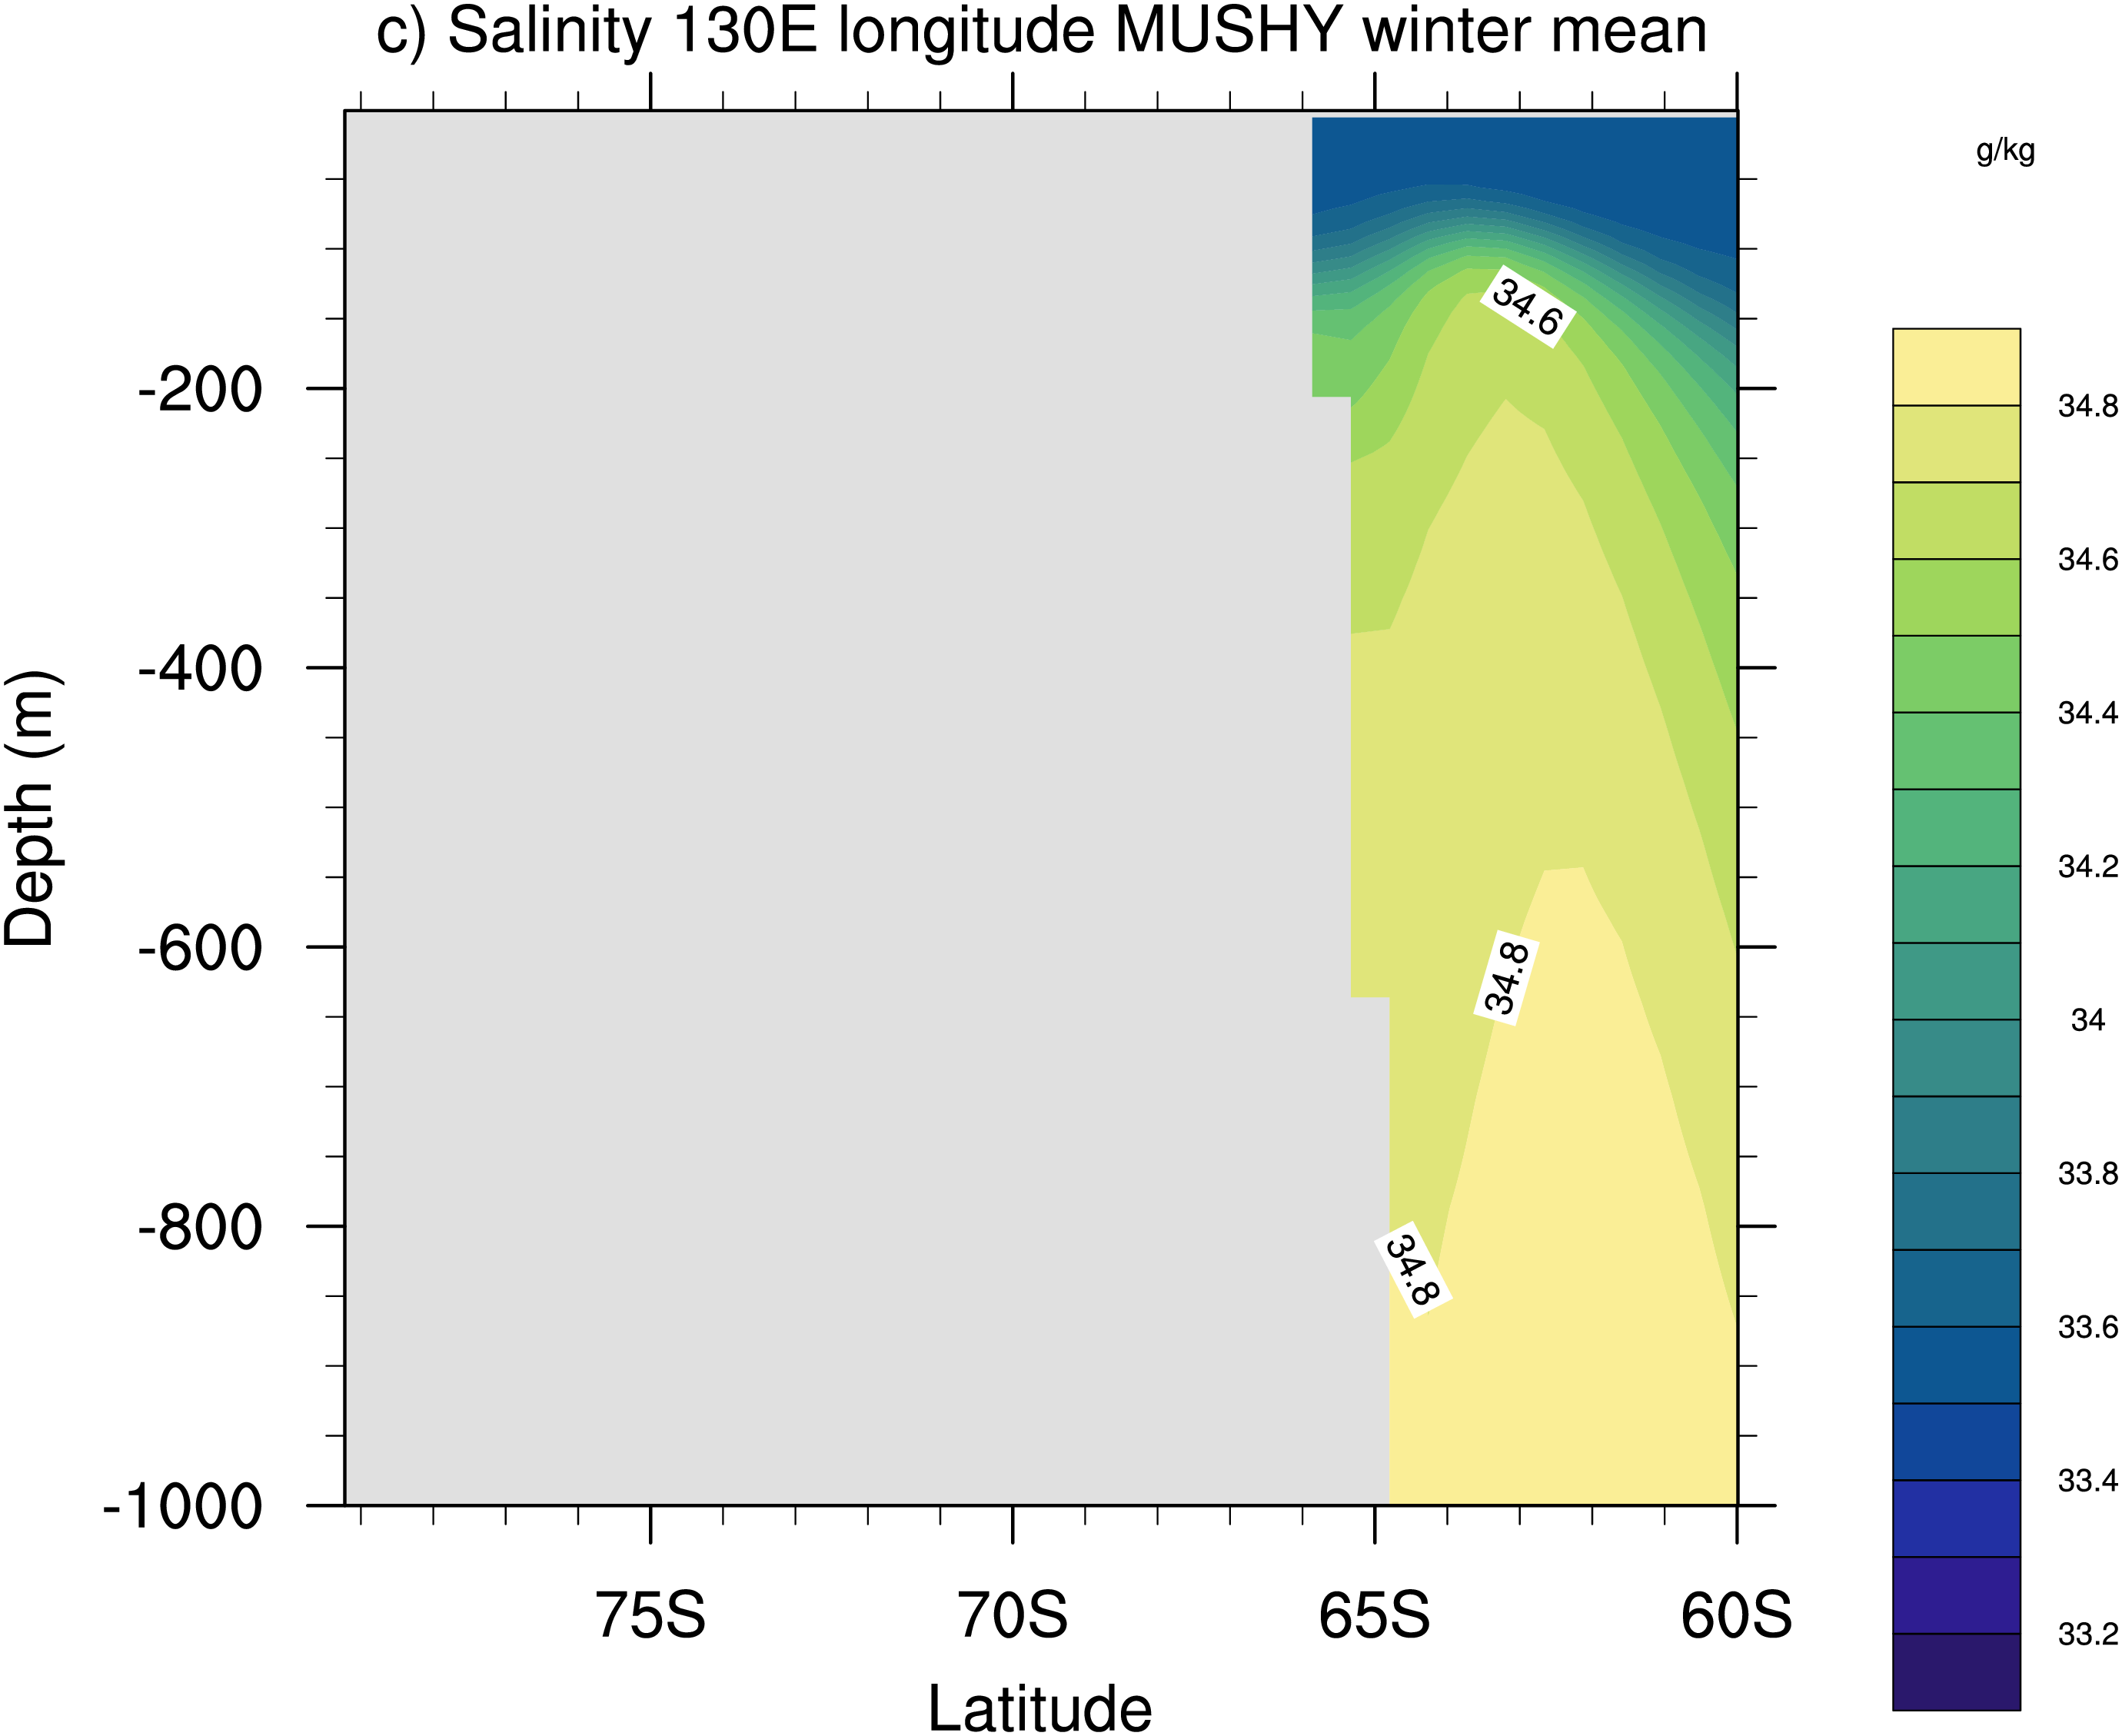 c) Salinity 130E longitude MUSHY winter mean
g/kg
Depth (m)
-200
-400
-600
-800
-1000
34.6
34.8
34.8
75S
70S
65S
60S
Latitude
34.8
34.6
34.4
34.2
34
33.8
33.6
33.4
33.2